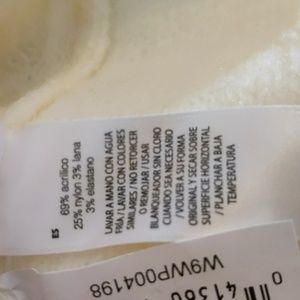 ES
69% acrílico
25% nylon 3% lana
3% elastano
LAVAR A MANO CON AGUA
FRÍA / LAVAR CON COLORES
SIMILARES / NO RETORCER
O REMOJAR / USAR
BLANQUEADOR SIN CLORO
CUANDO SEA NECESARIO
/ VOLVER A SU FORMA
ORIGINAL Y SECAR SOBRE
SUPERFICIE HORIZONTAL
/ PLANCHAR A BAJA
TEMPERATURA
W9WP004198
0